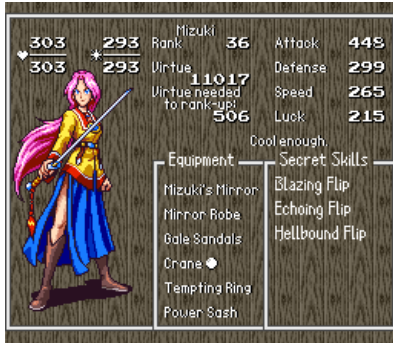 Mizuki
303 293 Rank 36 Attack 448
303 293 Virtue 11017 Defense 299
Virtue needed to rank-up: 506 Speed 265
Luck 215
Cool enough.
Equipment
Mizuki's Mirror
Mirror Robe
Gale Sandals
Crane
Tempting Ring
Power Sash
Secret Skills
Blazing Flip
Echoing Flip
Hellbound Flip